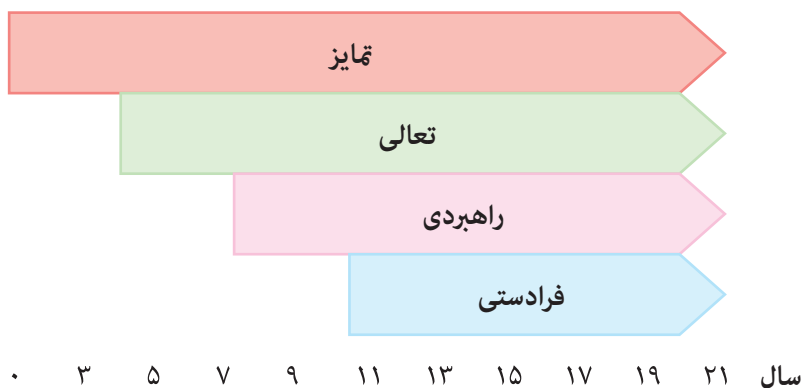 تمایز
تعالی
راهبردی
فرادستی
۰ ۳ ۵ ۷ ۹ ۱۱ ۱۳ ۱۵ ۱۷ ۱۹ ۲۱ سال